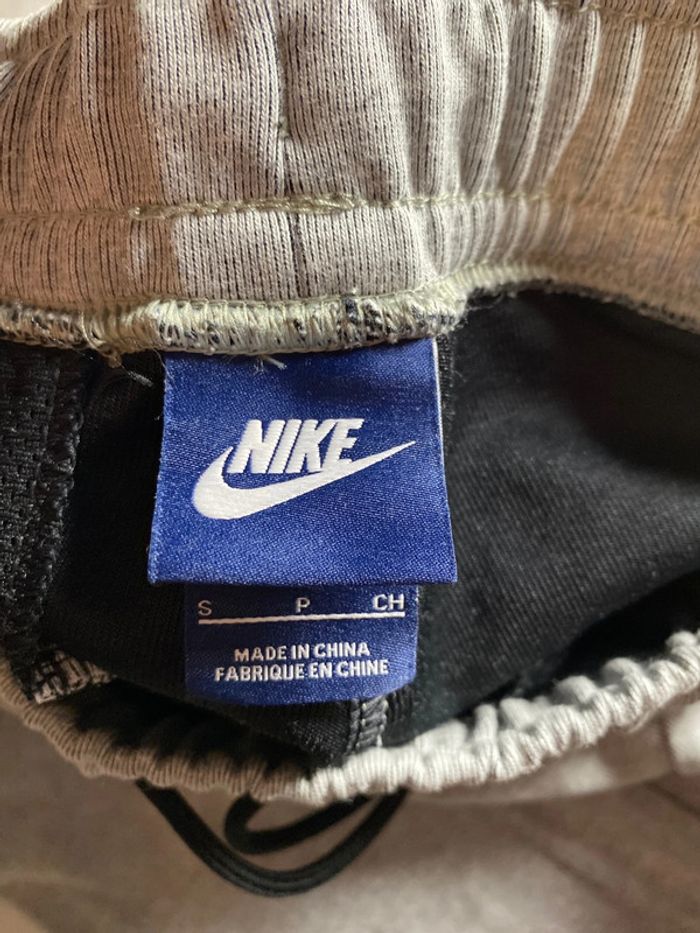 NIKE
S P CH
MADE IN CHINA
FABRIQUE EN CHINE